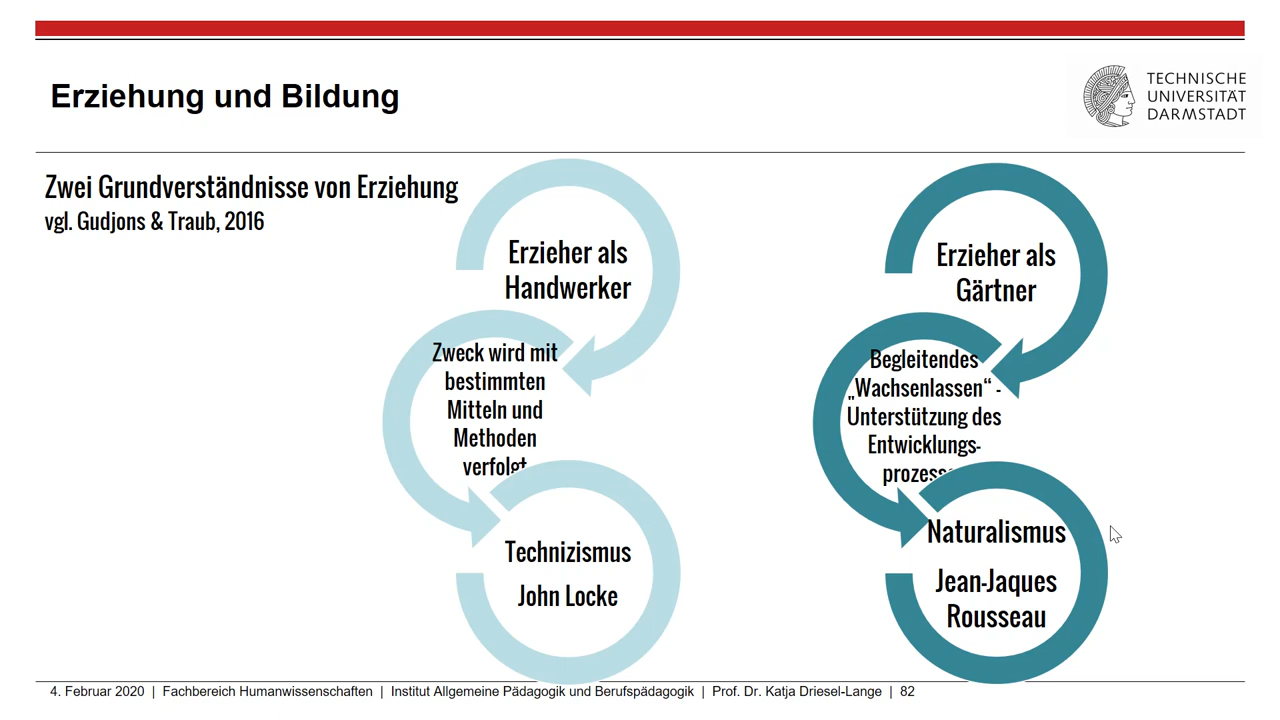 Erziehung und Bildung
TECHNISCHE
UNIVERSITÄT
DARMSTADT
Zwei Grundverständnisse von Erziehung
vgl. Gudjons & Traub, 2016
Erzieher als
Handwerker
Zweck wird mit
bestimmten
Mitteln und
Methoden
verfolgt
Technizismus
John Locke
Erzieher als
Gärtner
Begleitendes
„Wachsenlassen“ -
Unterstützung des
Entwicklungs-
Naturalismus
Jean-Jaques
Rousseau
4. Februar 2020 | Fachbereich Humanwissenschaften | Institut Allgemeine Pädagogik und Berufspädagogik | Prof. Dr. Katja Driesel-Lange | 82